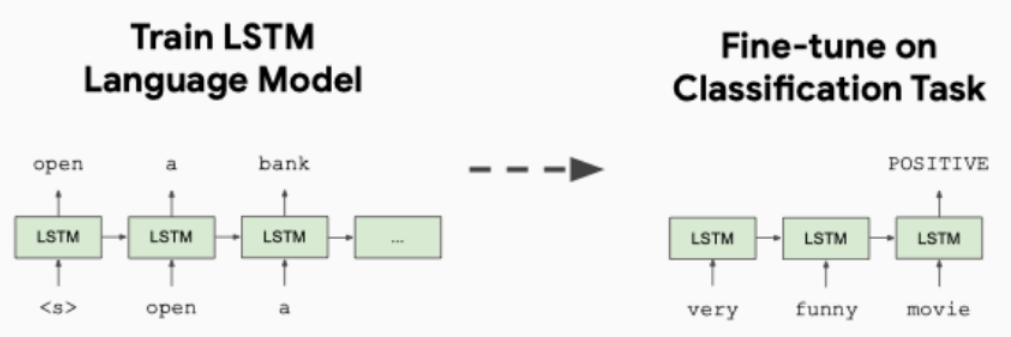 Train LSTM
Language Model
open a bank
LSTM LSTM LSTM ...
<s> open a
Fine-tune on
Classification Task
POSITIVE
LSTM LSTM LSTM
very funny movie